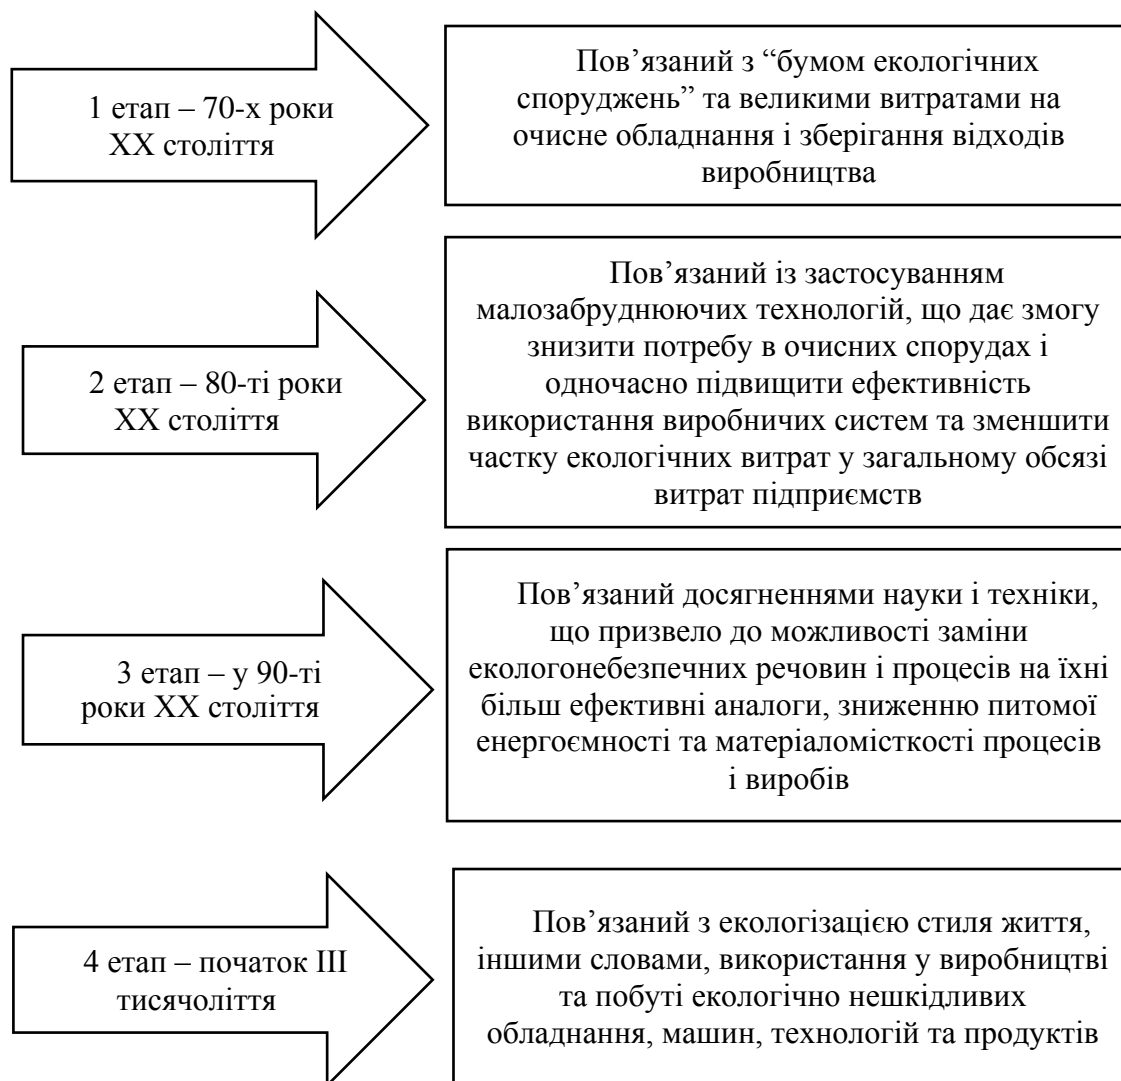 1 етап – 70-х роки
ХХ століття
Пов’язаний з “бумом екологічних
споруджень” та великими витратами на
очисне обладнання і зберігання відходів
виробництва
2 етап – 80-ті роки
ХХ століття
Пов’язаний із застосуванням
малозабруднюючих технологій, що дає змогу
знизити потребу в очисних спорудах і
одночасно підвищити ефективність
використання виробничих систем та зменшити
частку екологічних витрат у загальному обсязі
витрат підприємств
3 етап – у 90-ті
роки ХХ століття
Пов’язаний досягненнями науки і техніки,
що призвело до можливості заміни
екологонебезпечних речовин і процесів на їхні
більш ефективні аналоги, зниженню питомої
енергоємності та матеріаломісткості процесів
і виробів
4 етап – початок ІІІ
тисячоліття
Пов’язаний з екологізацією стиля життя,
іншими словами, використання у виробництві
та побуті екологічно нешкідливих
обладнання, машин, технологій та продуктів